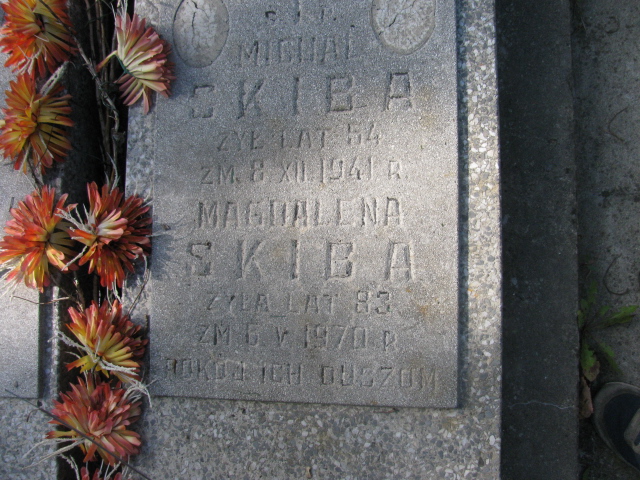 Ś.P.
MICHAŁ
SKIBA
ŻYŁ LAT 54
ZM. 8 XII. 1941 R.
MAGDALENA
SKIBA
ŻYŁA LAT 83
ZM. 6 V 1970 R
POKÓJ ICH DUSZOM